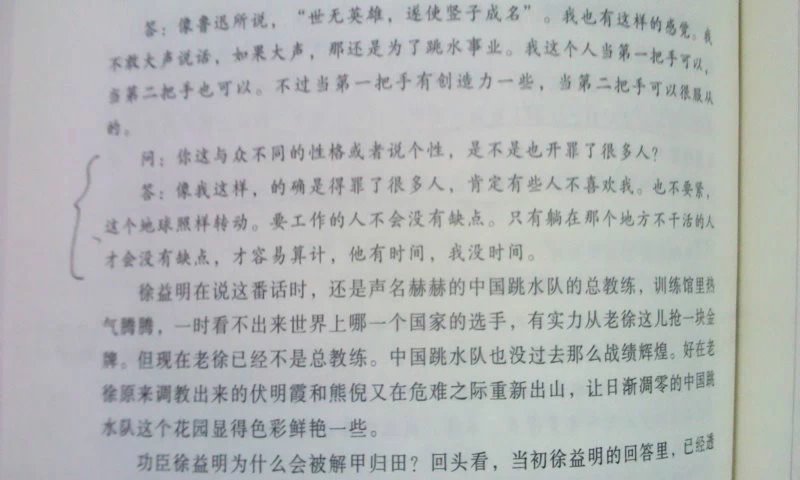 答：像鲁迅所说，“世无英雄，遂使竖子成名”。我也有这样的感觉。我
不敢大声说话，如果大声，那还是为了跳水事业。我这个人当第一把手可以，
当第二把手也可以。不过当第一把手有创造力一些，当第二把手可以很服从
的。
问：你这与众不同的性格或者说个性，是不是也开罪了很多人？
答：像我这样，的确是得罪了很多人，肯定有些人不喜欢我。也不要紧，
这个地球照样转动。要工作的人不会没有缺点。只有躺在那个地方不干活的人
才会没有缺点，才容易算计，他有时间，我没时间。
徐益明在说这番话时，还是声名赫赫的中国跳水队的总教练，训练馆里热
气腾腾，一时看不出来世界上哪一个国家的选手，有实力从老徐这儿抢一块金
牌。但现在老徐已经不是总教练。中国跳水队也没过去那么战绩辉煌。好在老
徐原来调教出来的伏明霞和熊倪又在危难之际重新出山，让日渐凋零的中国跳
水队这个花园显得色彩鲜艳一些。
功臣徐益明为什么会被解甲归田？回头看，当初徐益明的回答里，已经透